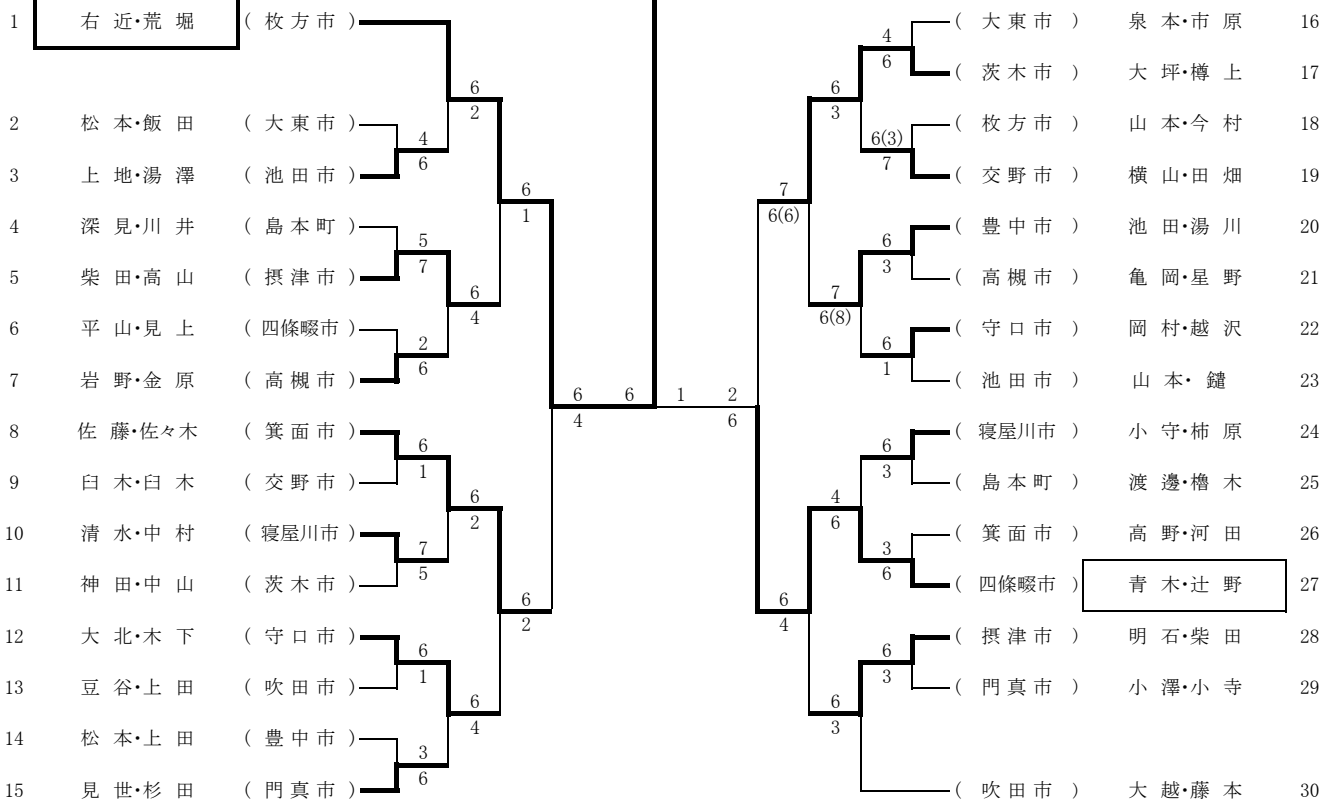 1 右 近・荒 堀 ( 枚 方 市 )
2 松 本・飯 田 ( 大 東 市 )
3 上 地・湯 澤 ( 池 田 市 )
4 深 見・川 井 ( 島 本 町 )
5 柴 田・高 山 ( 摂 津 市 )
6 平 山・見 上 ( 四條畷市 )
7 岩 野・金 原 ( 高 槻 市 )
8 佐 藤・佐々木 ( 箕 面 市 )
9 臼 木・臼 木 ( 交 野 市 )
10 清 水・中 村 ( 寝屋川市 )
11 神 田・中 山 ( 茨 木 市 )
12 大 北・木 下 ( 守 口 市 )
13 豆 谷・上 田 ( 吹 田 市 )
14 松 本・上 田 ( 豊 中 市 )
15 見 世・杉 田 ( 門 真 市 )
4
6
5
7
2
6
6
1
7
5
6
1
3
6
6
2
6
4
6
2
6
4
6
1
6
2
6
4
6
1
2
6
7
6(6)
6
4
6
3
7
6(8)
4
6
6
3
4
6
6(3)
7
6
3
6
1
6
3
3
6
6
3
( 大 東 市 ) 泉 本・市 原 16
( 茨 木 市 ) 大 坪・樽 上 17
( 枚 方 市 ) 山 本・今 村 18
( 交 野 市 ) 横 山・田 畑 19
( 豊 中 市 ) 池 田・湯 川 20
( 高 槻 市 ) 亀 岡・星 野 21
( 守 口 市 ) 岡 村・越 沢 22
( 池 田 市 ) 山 本・ 鑓 23
( 寝屋川市 ) 小 守・柿 原 24
( 島 本 町 ) 渡 邊・櫓 木 25
( 箕 面 市 ) 高 野・河 田 26
( 四條畷市 ) 青 木・辻 野 27
( 摂 津 市 ) 明 石・柴 田 28
( 門 真 市 ) 小 澤・小 寺 29
( 吹 田 市 ) 大 越・藤 本 30